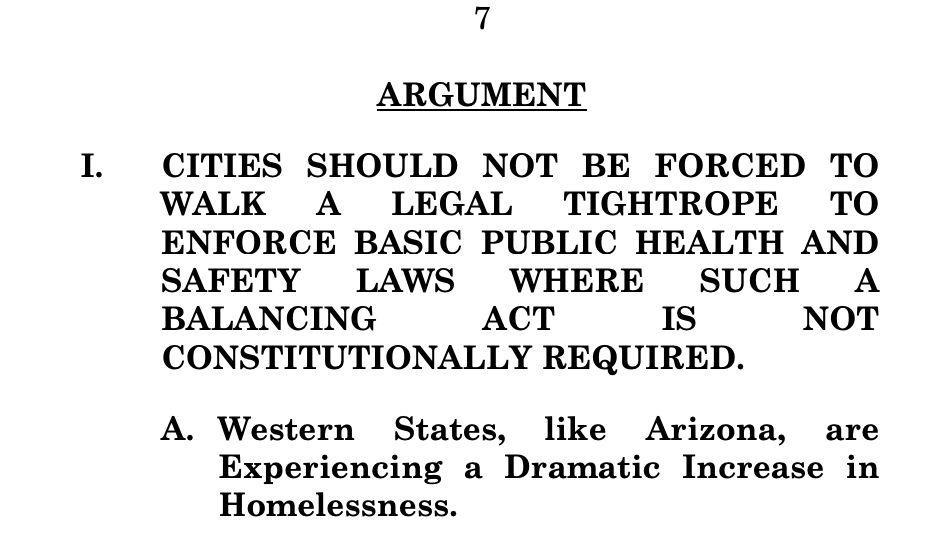 7
ARGUMENT
I. CITIES SHOULD NOT BE FORCED TO
WALK A LEGAL TIGHTROPE TO
ENFORCE BASIC PUBLIC HEALTH AND
SAFETY LAWS WHERE SUCH A
BALANCING ACT IS NOT
CONSTITUTIONALLY REQUIRED.
A. Western States, like Arizona, are
Experiencing a Dramatic Increase in
Homelessness.